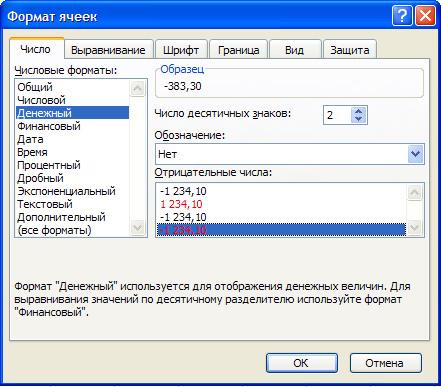 Формат ячеек
Число Выравнивание Шрифт Граница Вид Защита
Числовые форматы:
Общий
Числовой
Денежный
Финансовый
Дата
Время
Процентный
Дробный
Экспоненциальный
Текстовый
Дополнительный
(все форматы)
Образец
-383,30
Число десятичных знаков: 2
Обозначение:
Нет
Отрицательные числа:
-1 234,10
1 234,10
-1 234,10
-1 234,10
Формат "Денежный" используется для отображения денежных величин. Для
выравнивания значений по десятичному разделителю используйте формат
"Финансовый".
ОК Отмена